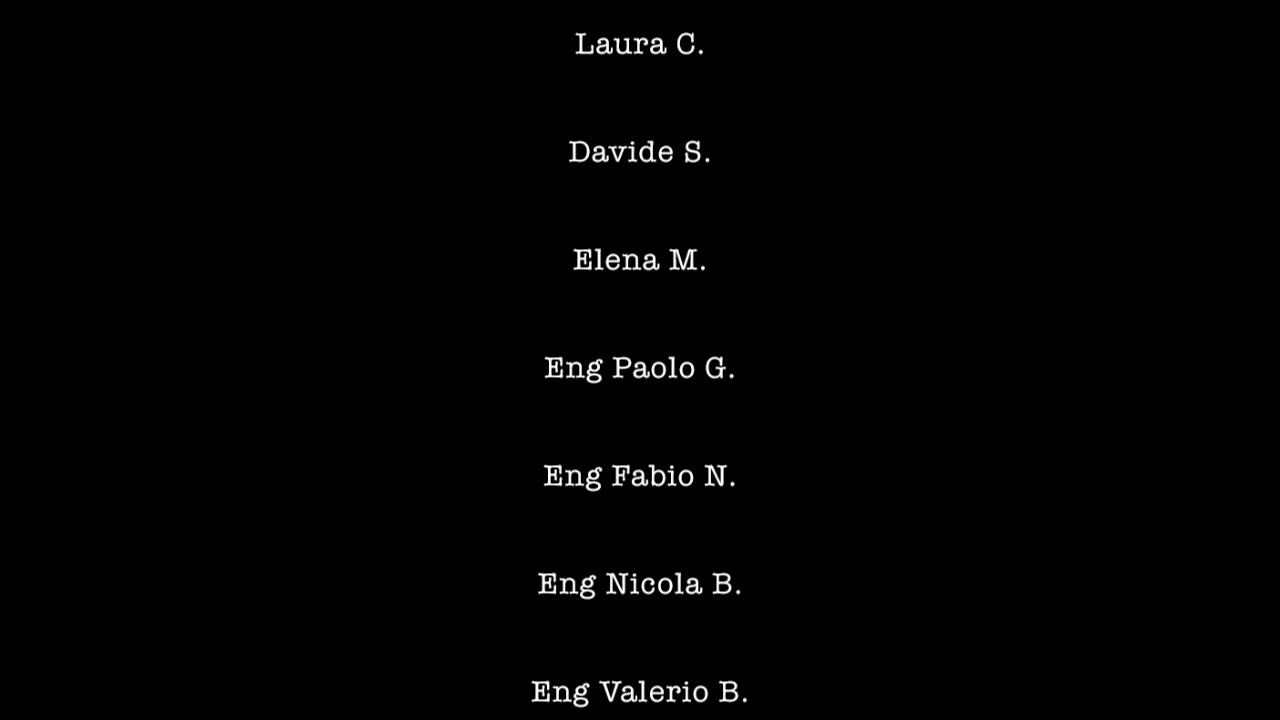 Laura C.
Davide S.
Elena M.
Eng Paolo G.
Eng Fabio N.
Eng Nicola B.
Eng Valerio B.